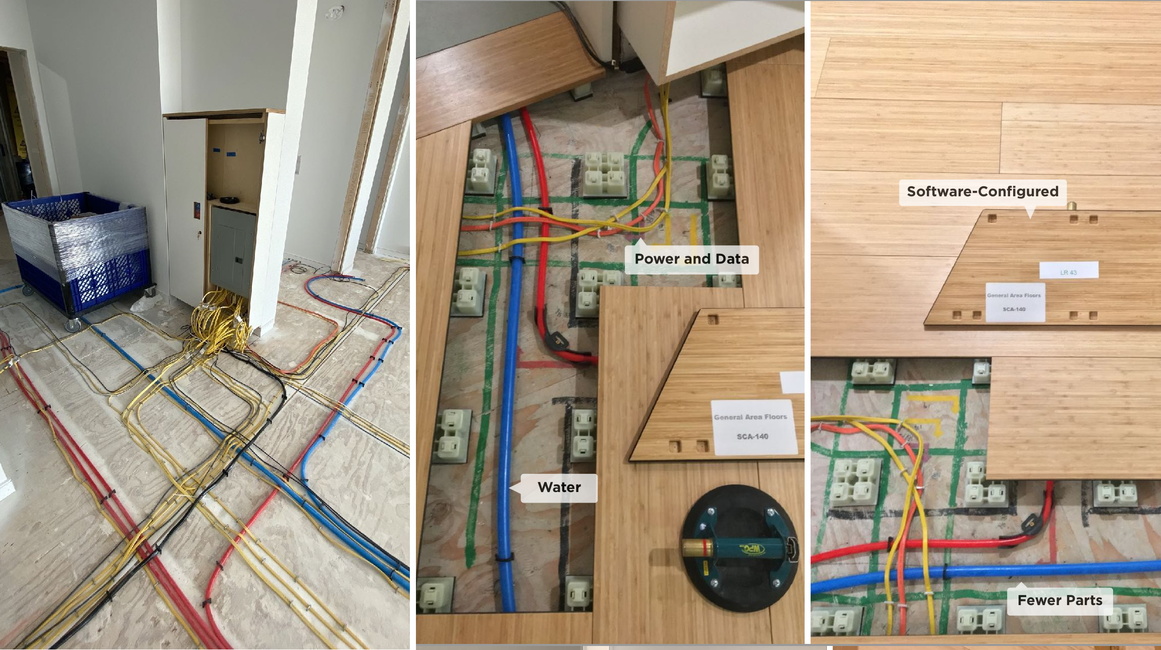 Power and Data
General Area Floors
SCA-140
Water
WPG
Software-Configured
LR 43
General Area Floors
SCA-140
Fewer Parts